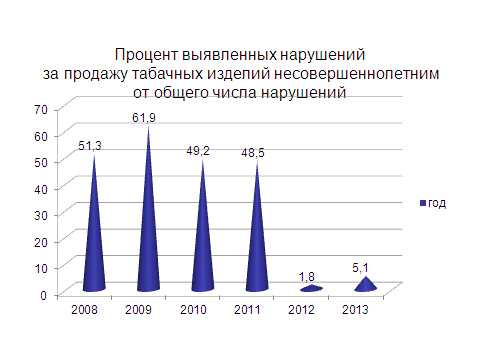 Процент выявленных нарушений
за продажу табачных изделий несовершеннолетним
от общего числа нарушений
70
60
50
40
30
20
10
0
51,3
61,9
49,2
48,5
1,8
5,1
2008 2009 2010 2011 2012 2013
год